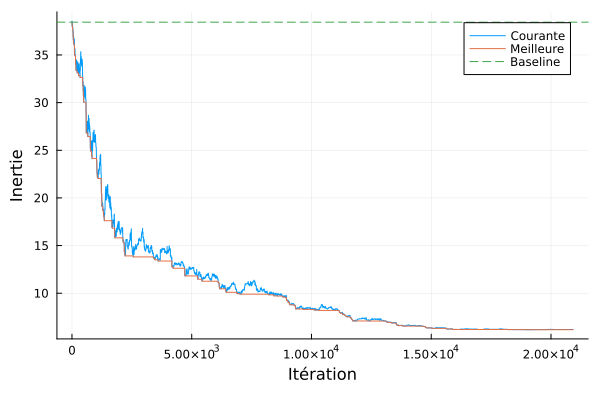 Courante
Meilleure
Baseline
Inertie
35
30
25
20
15
10
0
5.00×10³
1.00×10⁴
1.50×10⁴
2.00×10⁴
Itération